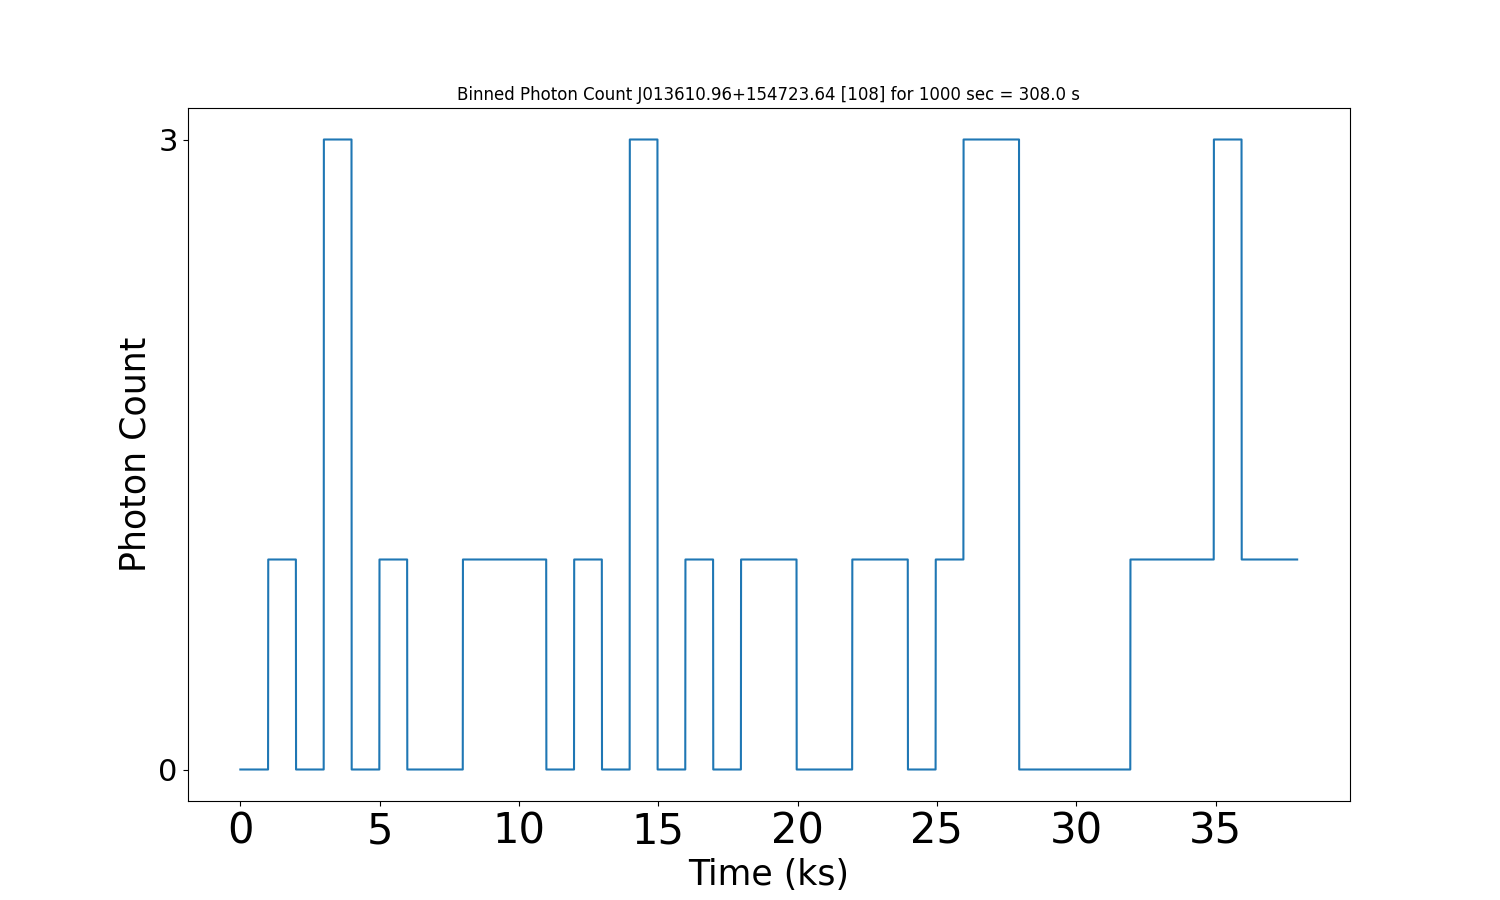 Binned Photon Count J013610.96+154723.64 [108] for 1000 sec = 308.0 s
3
0
Photon Count
0 5 10 15 20 25 30 35
Time (ks)